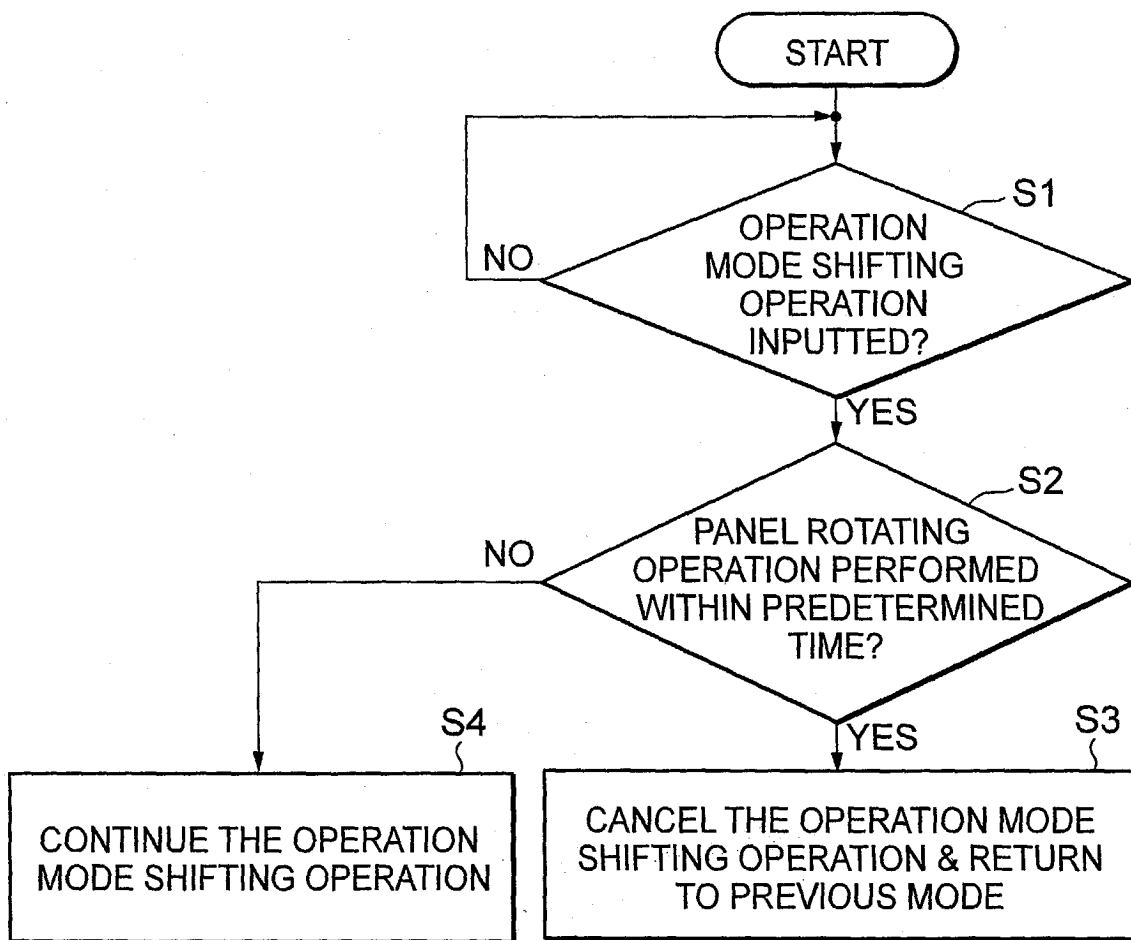 START
S1
OPERATION
MODE SHIFTING
OPERATION
INPUTTED?
NO
YES
S2
PANEL ROTATING
OPERATION PERFORMED
WITHIN PREDETERMINED
TIME?
NO
YES
S4
CONTINUE THE OPERATION
MODE SHIFTING OPERATION
S3
CANCEL THE OPERATION MODE
SHIFTING OPERATION & RETURN
TO PREVIOUS MODE